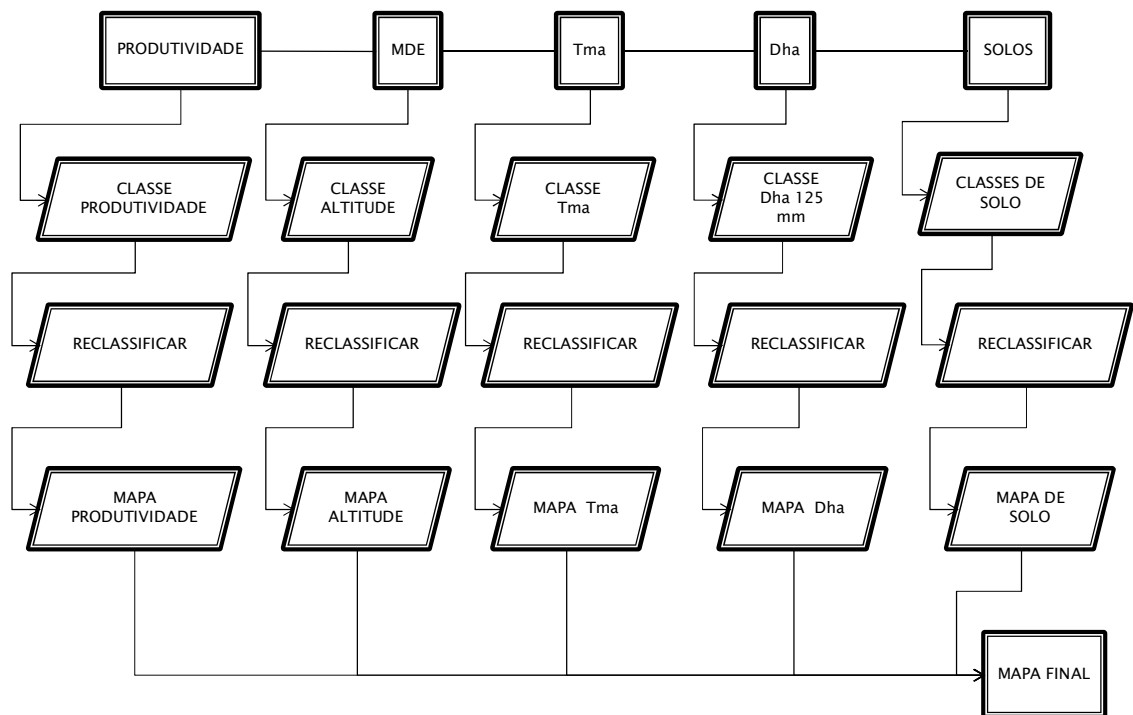 PRODUTIVIDADE
MDE
Tma
Dha
SOLOS
CLASSE
PRODUTIVIDADE
CLASSE
ALTITUDE
CLASSE
Tma
CLASSE
Dha 125
mm
CLASSES DE
SOLO
RECLASSIFICAR
RECLASSIFICAR
RECLASSIFICAR
RECLASSIFICAR
RECLASSIFICAR
MAPA
PRODUTIVIDADE
MAPA
ALTITUDE
MAPA Tma
MAPA Dha
MAPA DE
SOLO
MAPA FINAL